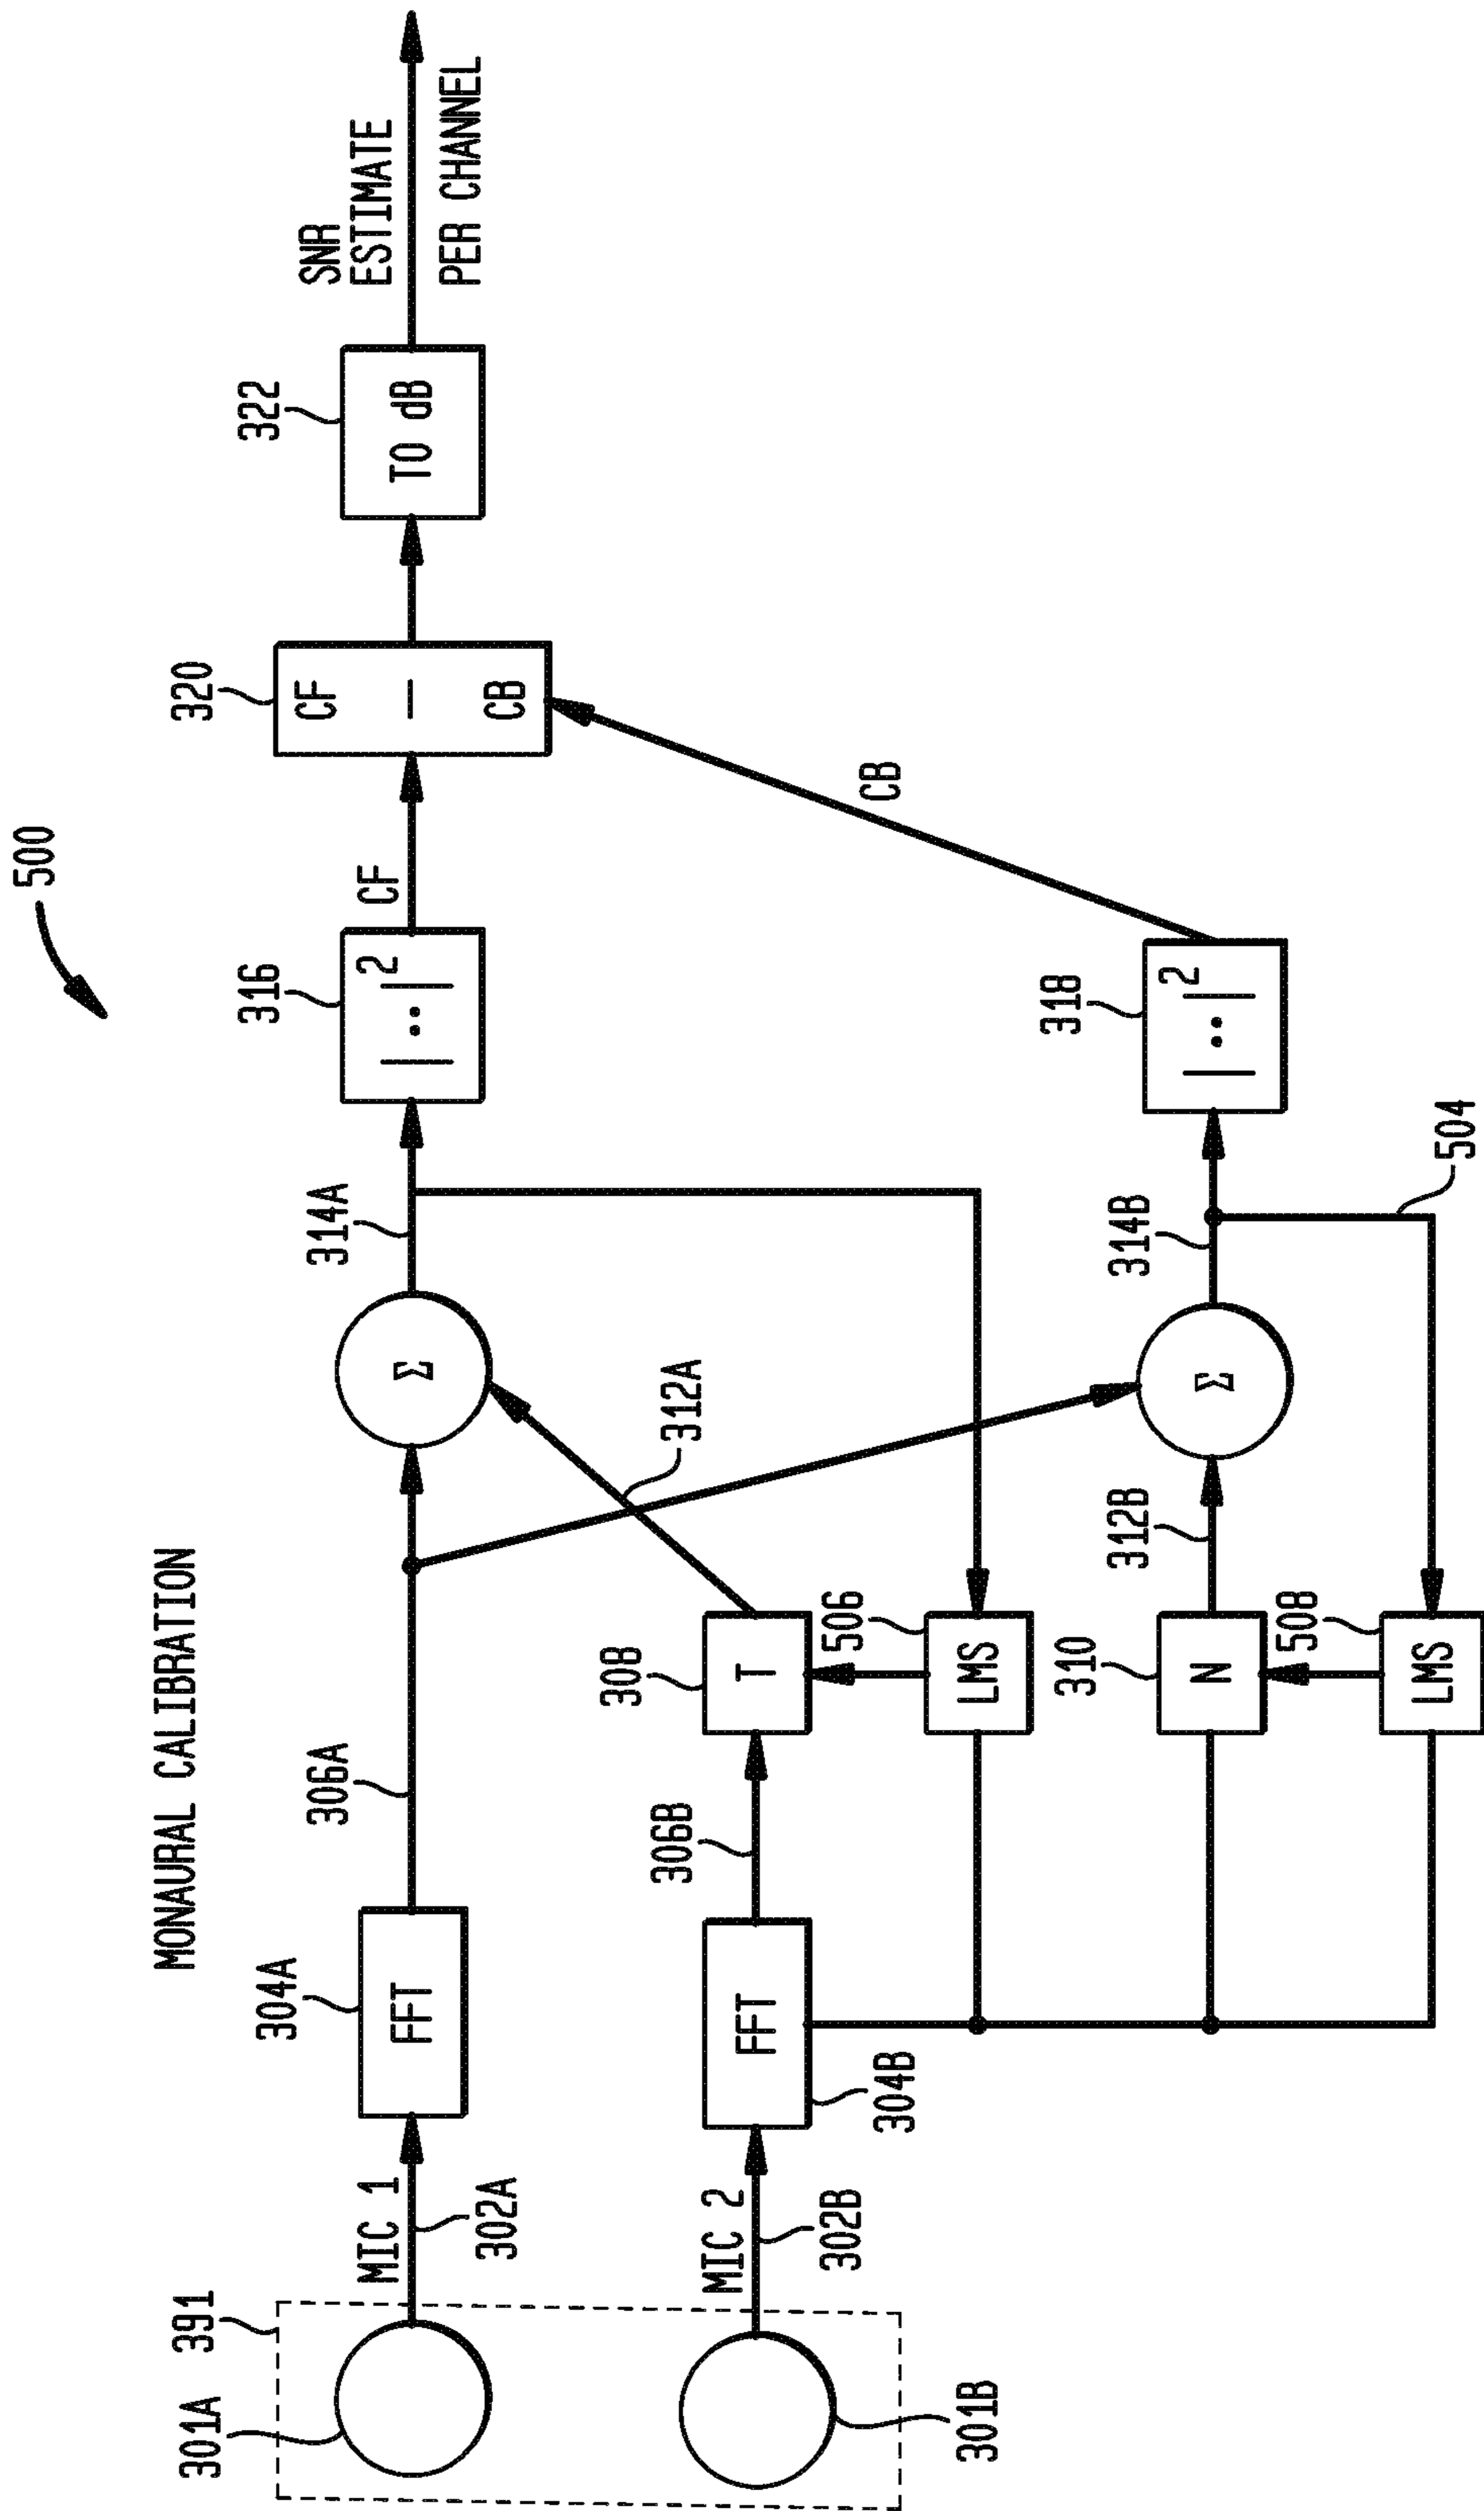 500
MONAURAL CALIBRATION
301A
391
304A
316
320
322
306A
314A
CF
—
CB
SNR
ESTIMATE
PER CHANNEL
MIC 1
302A
FFT
Σ
|••|²
CF
TO dB
308
306B
312A
MIC 2
302B
FFT
304B
T
506
LMS
CB
301B
318
310
312B
314B
N
Σ
|••|²
508
LMS
504